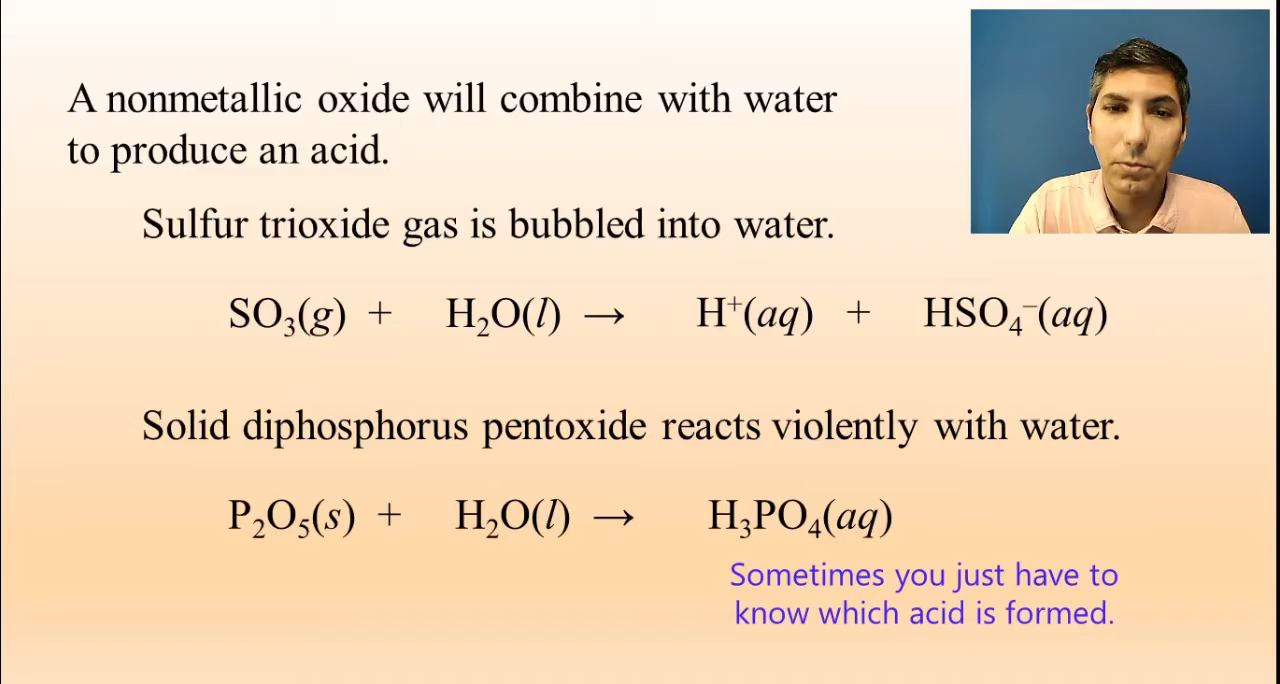 A nonmetallic oxide will combine with water
to produce an acid.
Sulfur trioxide gas is bubbled into water.
SO₃(g) + H₂O(l) → H⁺(aq) + HSO₄⁻(aq)
Solid diphosphorus pentoxide reacts violently with water.
P₂O₅(s) + H₂O(l) → H₃PO₄(aq)
Sometimes you just have to
know which acid is formed.